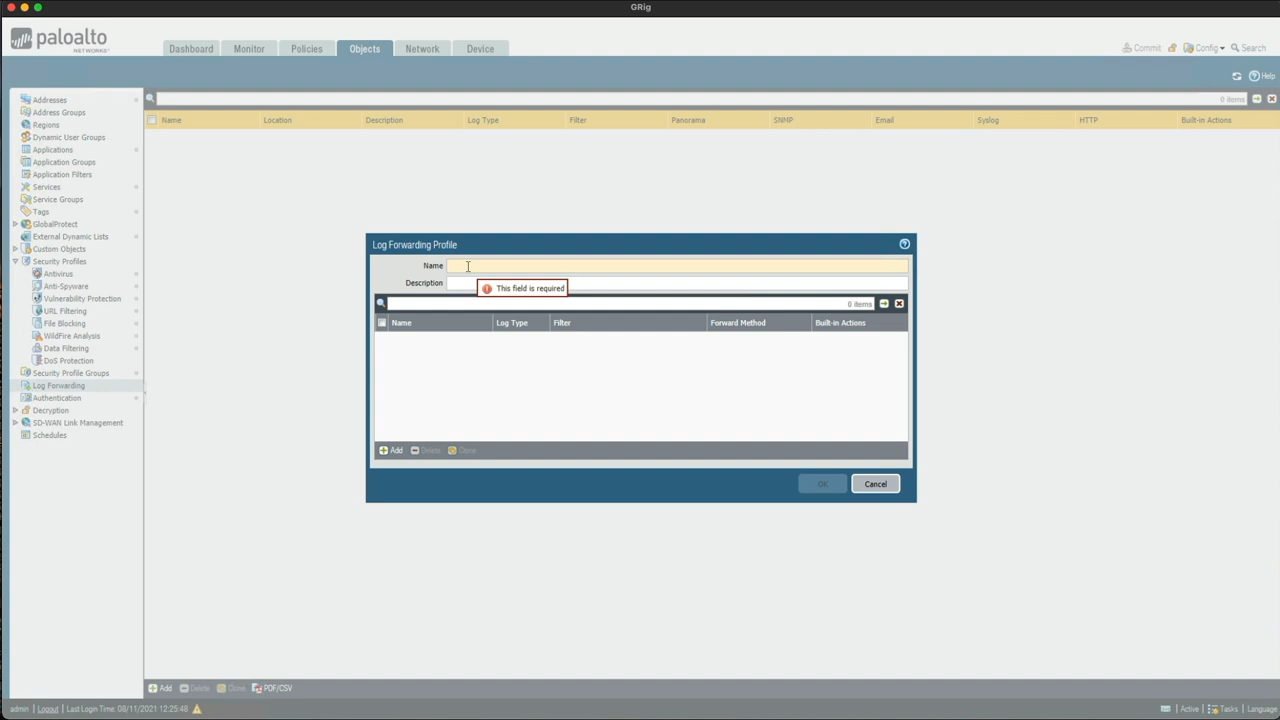 GRig
paloalto
NETWORKS
Dashboard Monitor Policies Objects Network Device
Commit Config Search
Help
0 items
Name Location Description Log Type Filter Panorama SNMP Email Syslog HTTP Built-in Actions
Addresses
Address Groups
Regions
Dynamic User Groups
Applications
Application Groups
Application Filters
Services
Service Groups
Tags
GlobalProtect
External Dynamic Lists
Custom Objects
Security Profiles
Antivirus
Anti-Spyware
Vulnerability Protection
URL Filtering
File Blocking
WildFire Analysis
Data Filtering
DoS Protection
Security Profile Groups
Log Forwarding
Authentication
Decryption
SD-WAN Link Management
Schedules
Log Forwarding Profile
Name
This field is required
Description
0 items
Name Log Type Filter Forward Method Built-in Actions
Add Delete Clone
OK Cancel
Add Delete Clone PDF/CSV
admin Logout Last Login Time: 08/11/2021 12:25:48
Active Tasks Language